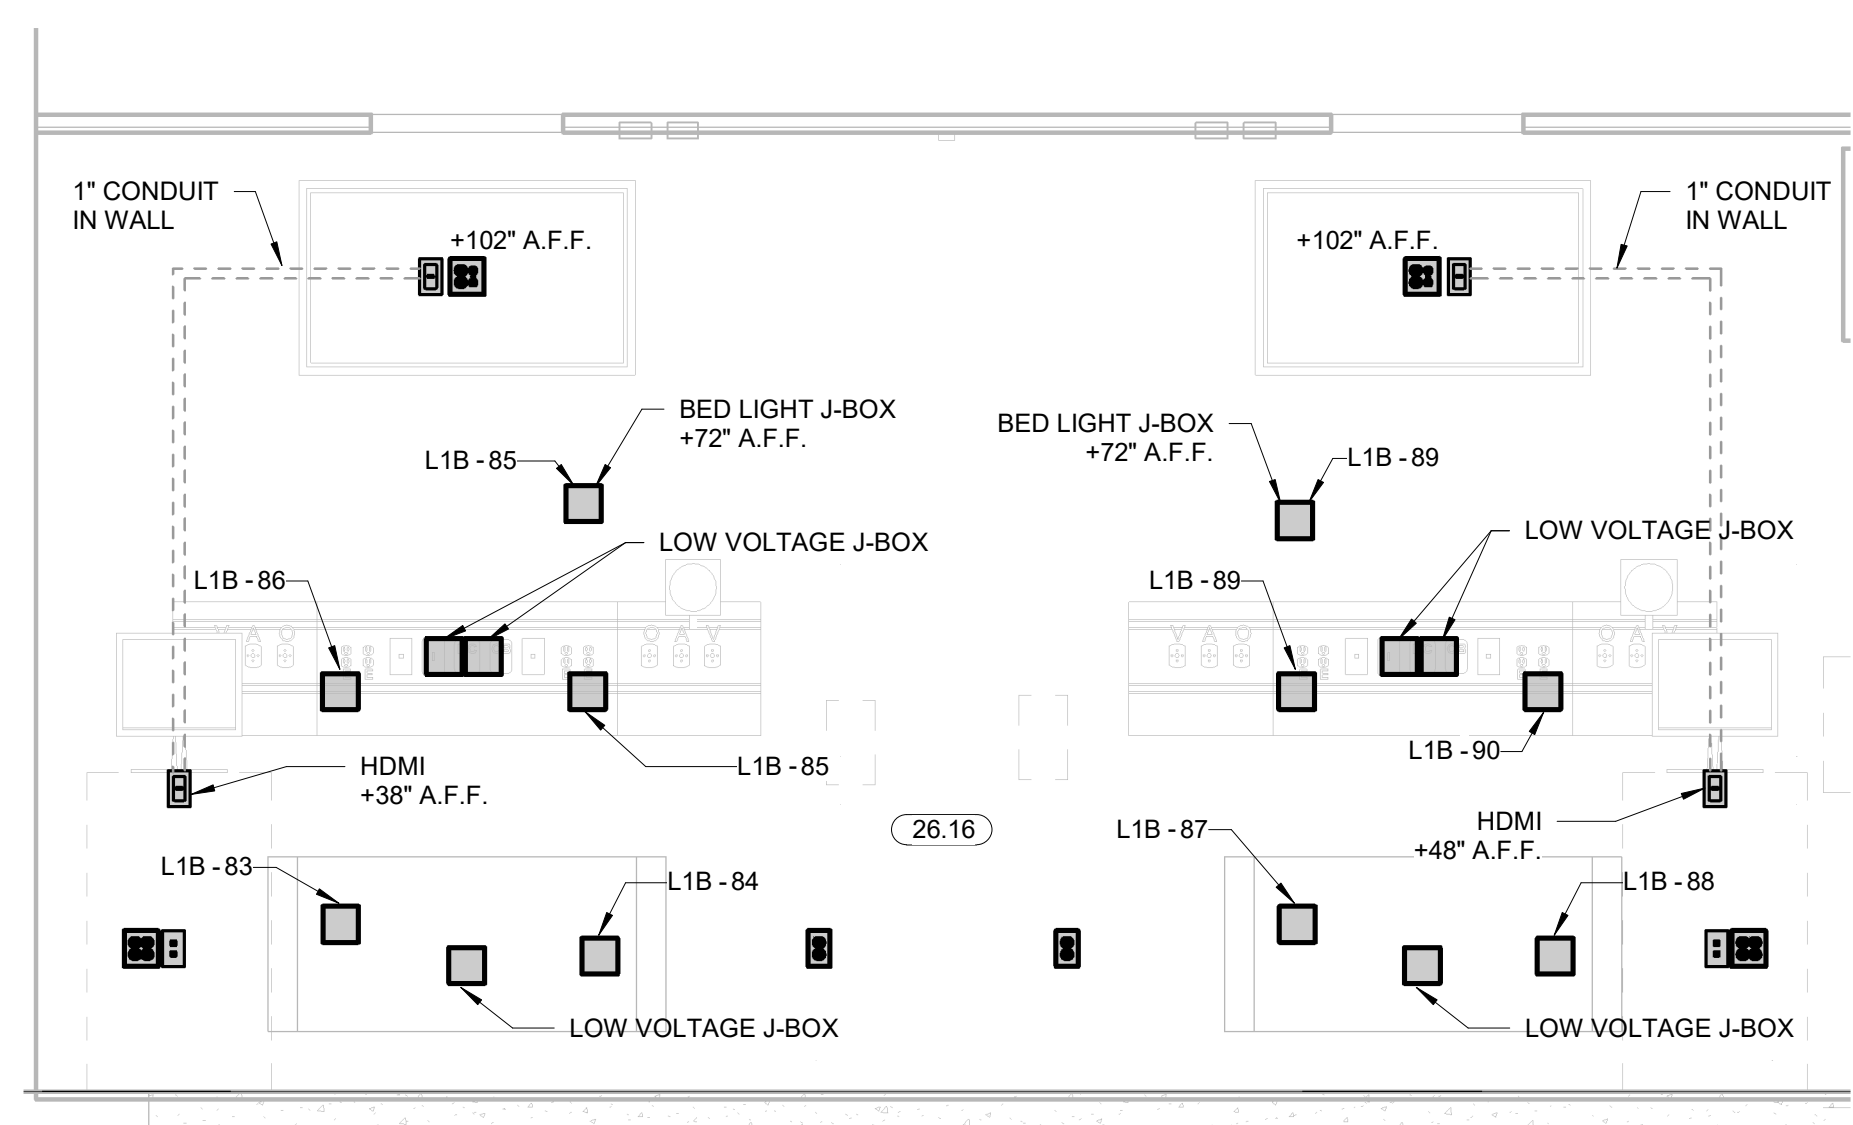 1" CONDUIT
IN WALL
+102" A.F.F.
+102" A.F.F.
1" CONDUIT
IN WALL
BED LIGHT J-BOX
+72" A.F.F.
L1B - 85
BED LIGHT J-BOX
+72" A.F.F.
L1B - 89
LOW VOLTAGE J-BOX
L1B - 86
LOW VOLTAGE J-BOX
L1B - 89
V A O
O A V
V A O
O A V
L1B - 85
L1B - 90
HDMI
+38" A.F.F.
HDMI
+48" A.F.F.
26.16
L1B - 83
L1B - 84
L1B - 87
L1B - 88
LOW VOLTAGE J-BOX
LOW VOLTAGE J-BOX